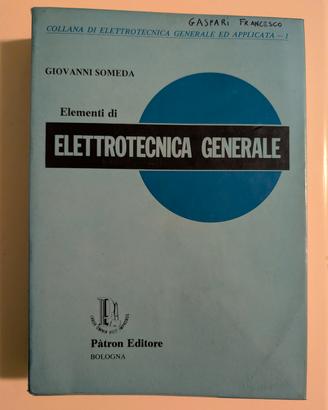 GASPARI FRANCESCO
COLLANA DI ELETTROTECNICA GENERALE ED APPLICATA - 1
GIOVANNI SOMEDA
Elementi di
ELETTROTECNICA GENERALE
Pàtron Editore
BOLOGNA